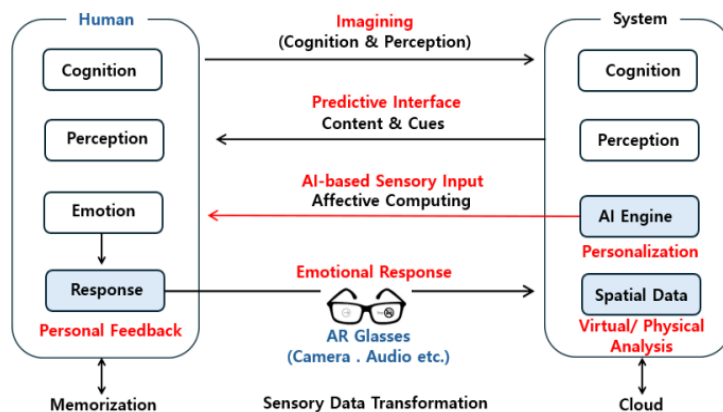 Human
Imagining
System
(Cognition & Perception)
Cognition
Cognition
Predictive Interface
Perception
Content & Cues
Perception
AI-based Sensory Input
Emotion
Affective Computing
AI Engine
Personalization
Emotional Response
Response
Spatial Data
Personal Feedback
AR Glasses
(Camera . Audio etc.)
Virtual/ Physical
Analysis
Memorization
Sensory Data Transformation
Cloud